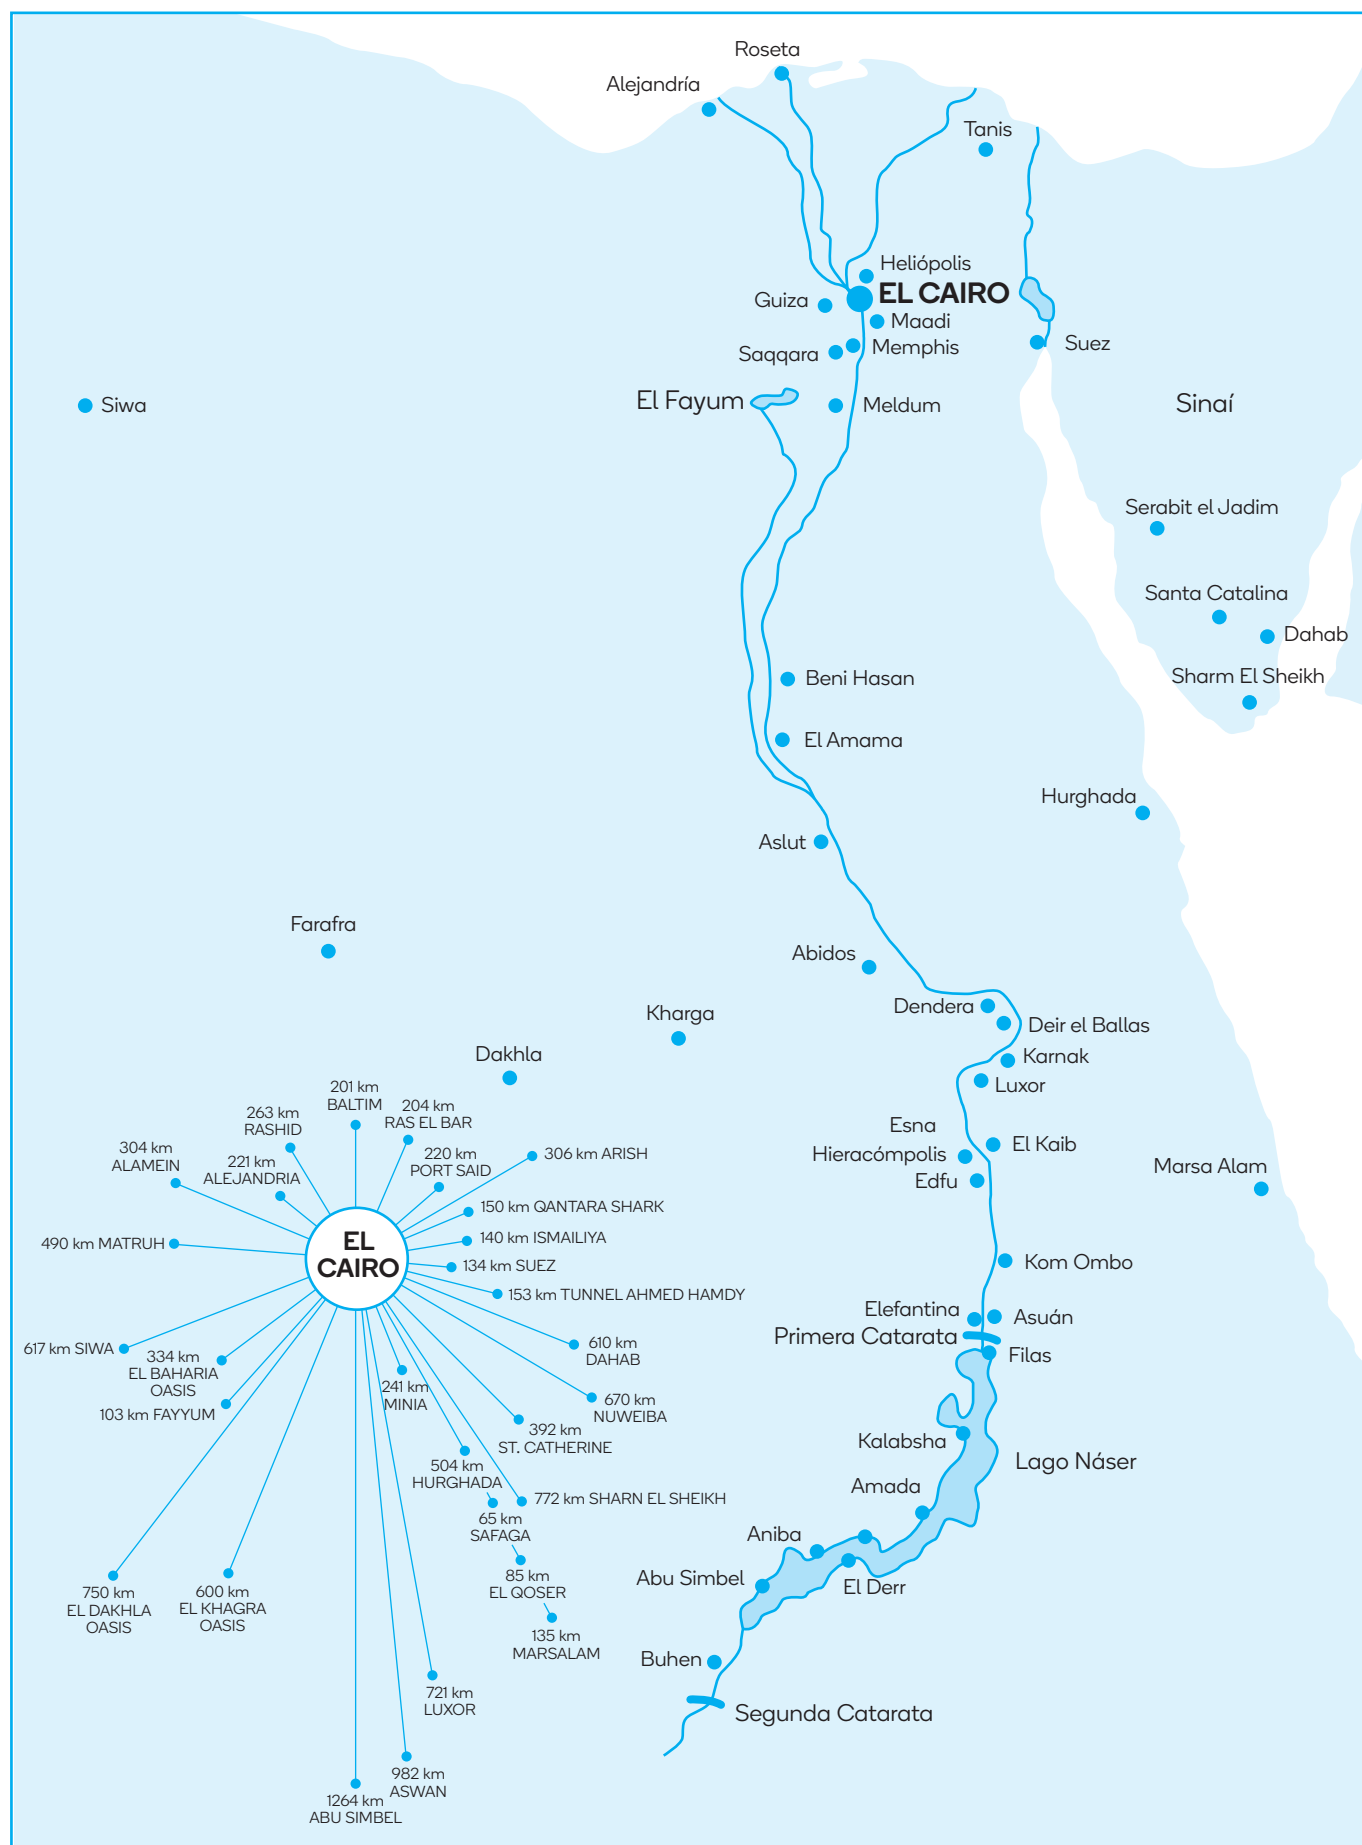 Roseta
Alejandría
Tanis
Heliópolis
EL CAIRO
Guiza
Maadi
Memphis
Saqqara
Suez
El Fayum
Meldum
Siwa
Sinaí
Serabit el Jadim
Santa Catalina
Dahab
Sharm El Sheikh
Beni Hasan
El Amama
Hurghada
Aslut
Farafra
Abidos
Dendera
Kharga
Deir el Ballas
Dakhla
Karnak
Luxor
Esna
El Kaib
Hieracómpolis
Edfu
Marsa Alam
Kom Ombo
Elefantina
Asuán
Primera Catarata
Filas
Kalabsha
Lago Náser
Amada
Aniba
Abu Simbel
El Derr
Buhen
Segunda Catarata
201 km
BALTIM
204 km
RAS EL BAR
263 km
RASHID
220 km
PORT SAID
306 km ARISH
304 km
ALAMEIN
221 km
ALEJANDRIA
150 km QANTARA SHARK
140 km ISMAILIYA
490 km MATRUH
EL
CAIRO
134 km SUEZ
153 km TUNNEL AHMED HAMDY
617 km SIWA
334 km
EL BAHARIA
OASIS
610 km
DAHAB
103 km FAYYUM
241 km
MINIA
670 km
NUWEIBA
392 km
ST. CATHERINE
504 km
HURGHADA
772 km SHARN EL SHEIKH
65 km
SAFAGA
85 km
EL QOSER
750 km
EL DAKHLA
OASIS
600 km
EL KHAGRA
OASIS
135 km
MARSALAM
721 km
LUXOR
982 km
ASWAN
1264 km
ABU SIMBEL